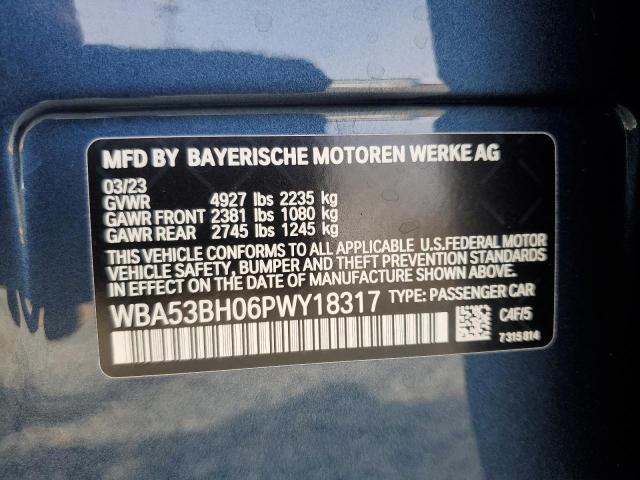 MFD BY BAYERISCHE MOTOREN WERKE AG
03/23
GVWR 4927 lbs 2235 kg
GAWR FRONT 2381 lbs 1080 kg
GAWR REAR 2745 lbs 1245 kg
THIS VEHICLE CONFORMS TO ALL APPLICABLE U.S.FEDERAL MOTOR
VEHICLE SAFETY, BUMPER AND THEFT PREVENTION STANDARDS
IN EFFECT ON THE DATE OF MANUFACTURE SHOWN ABOVE.
WBA53BH06PWY18317 TYPE: PASSENGER CAR
C4F/5
7315814